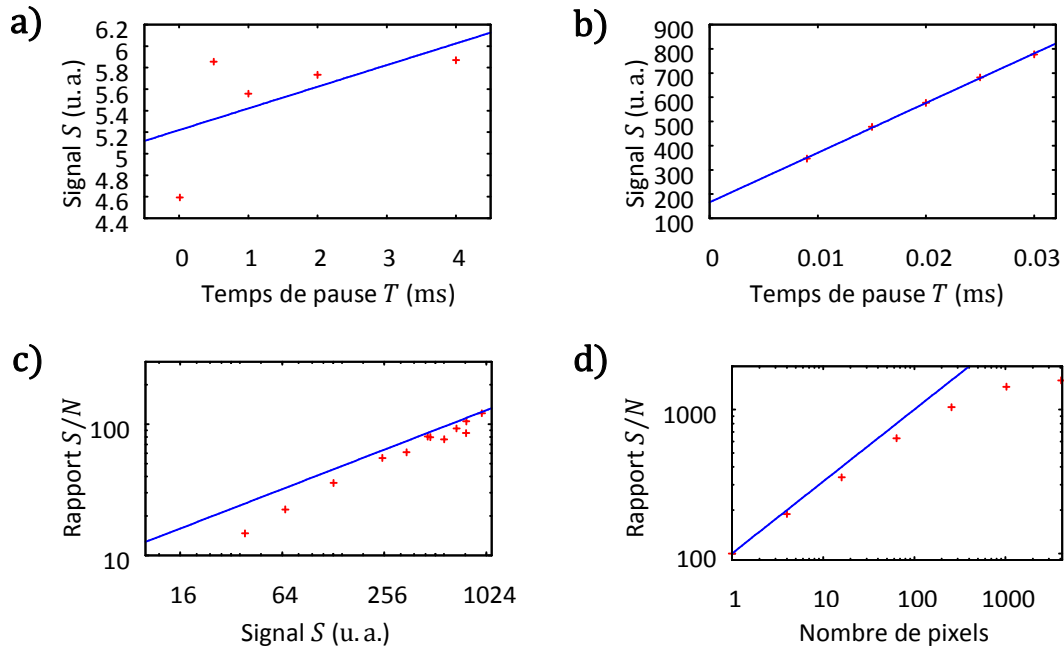 a)
Signal S (u. a.)
6.2
6
5.8
5.6
5.4
5.2
5
4.8
4.6
4.4
0 1 2 3 4
Temps de pause T (ms)
b)
Signal S (u. a.)
900
800
700
600
500
400
300
200
100
0 0.01 0.02 0.03
Temps de pause T (ms)
c)
Rapport S/N
100
10
16 64 256 1024
Signal S (u. a.)
d)
Rapport S/N
1000
100
1 10 100 1000
Nombre de pixels